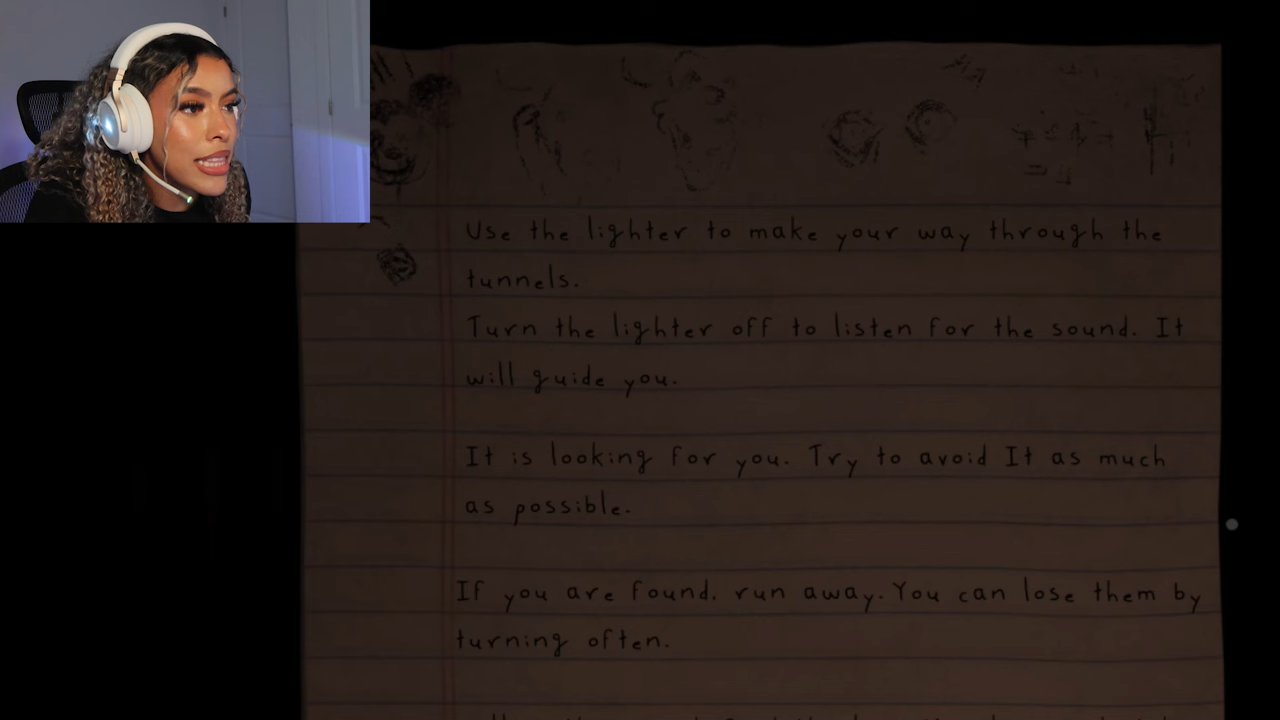 Use the lighter to make your way through the
tunnels.
Turn the lighter off to listen for the sound. It
will guide you.
It is looking for you. Try to avoid It as much
as possible.
If you are found, run away. You can lose them by
turning often.